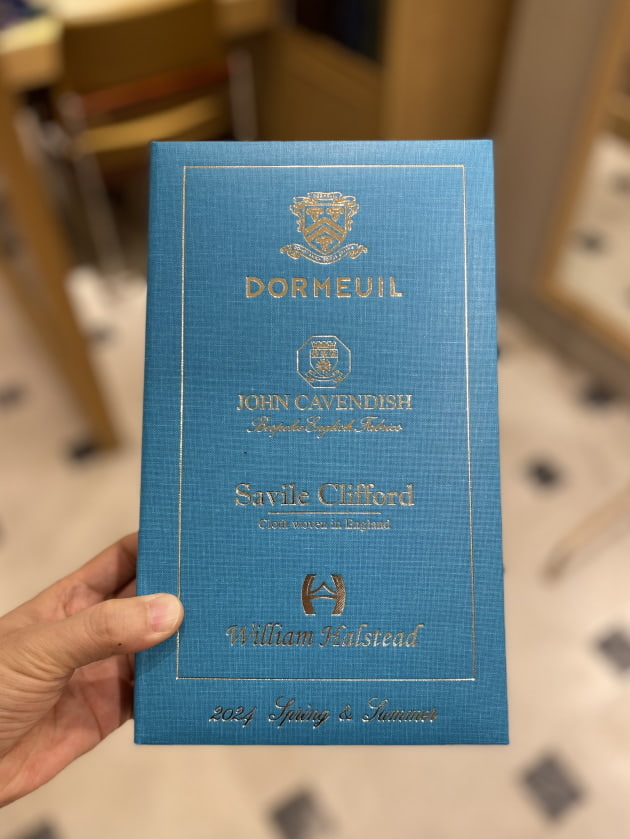 DORMEUIL
JOHN CAVENDISH
Bespoke English Fabrics
Savile Clifford
Cloth woven in England
William Halstead
2024 Spring & Summer